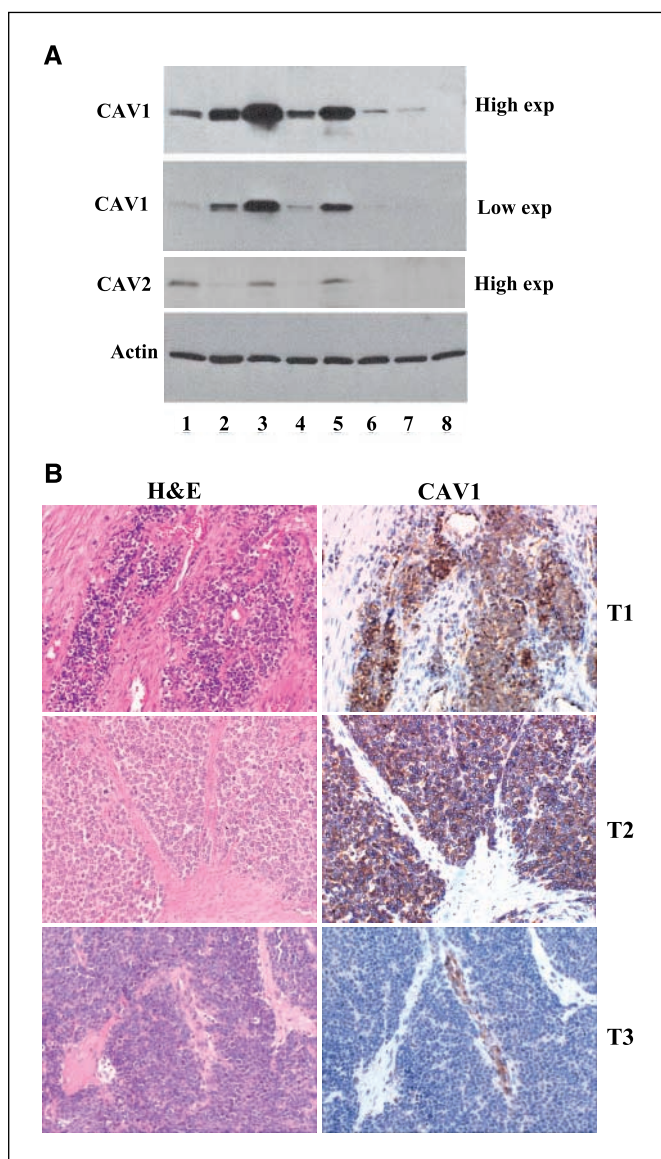 A
CAV1 High exp
CAV1 Low exp
CAV2 High exp
Actin
1 2 3 4 5 6 7 8
B
H&E CAV1
T1
T2
T3